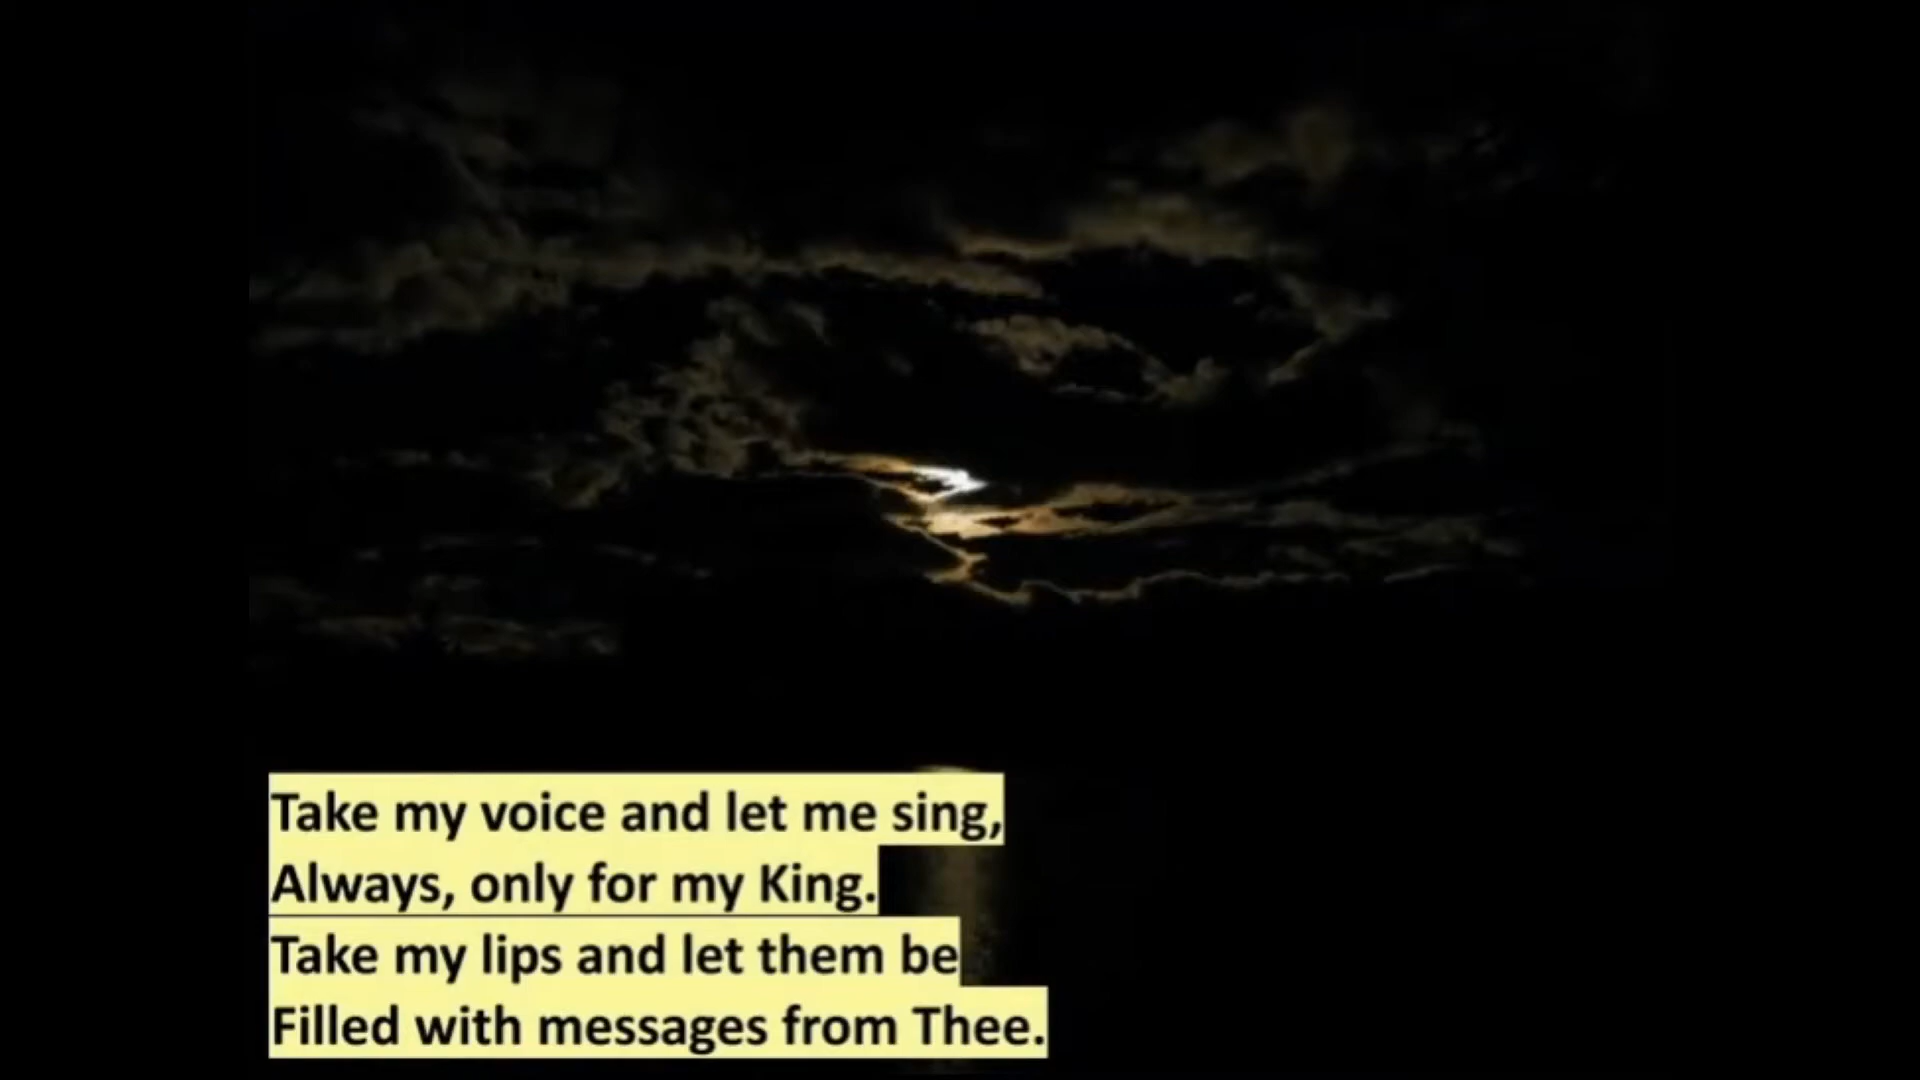 Take my voice and let me sing,
Always, only for my King.
Take my lips and let them be
Filled with messages from Thee.